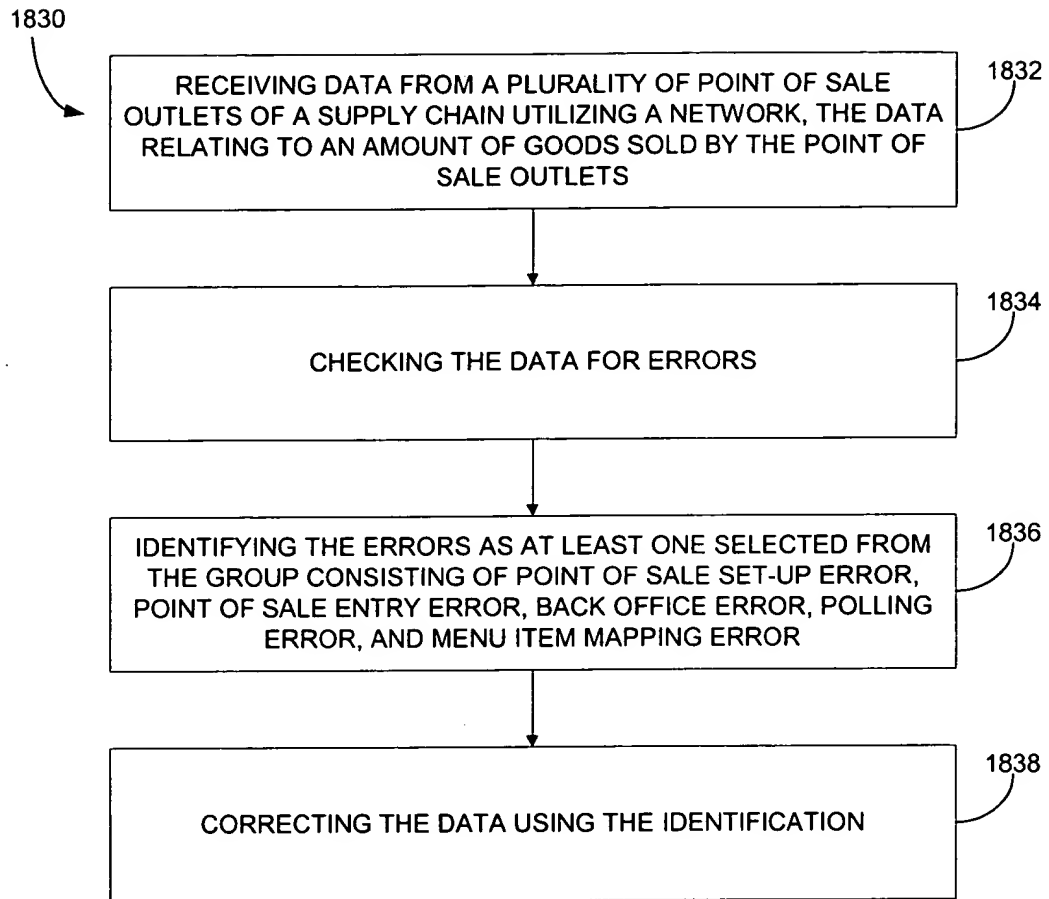 1830
RECEIVING DATA FROM A PLURALITY OF POINT OF SALE
OUTLETS OF A SUPPLY CHAIN UTILIZING A NETWORK, THE DATA
RELATING TO AN AMOUNT OF GOODS SOLD BY THE POINT OF
SALE OUTLETS
1832
CHECKING THE DATA FOR ERRORS
1834
IDENTIFYING THE ERRORS AS AT LEAST ONE SELECTED FROM
THE GROUP CONSISTING OF POINT OF SALE SET-UP ERROR,
POINT OF SALE ENTRY ERROR, BACK OFFICE ERROR, POLLING
ERROR, AND MENU ITEM MAPPING ERROR
1836
CORRECTING THE DATA USING THE IDENTIFICATION
1838